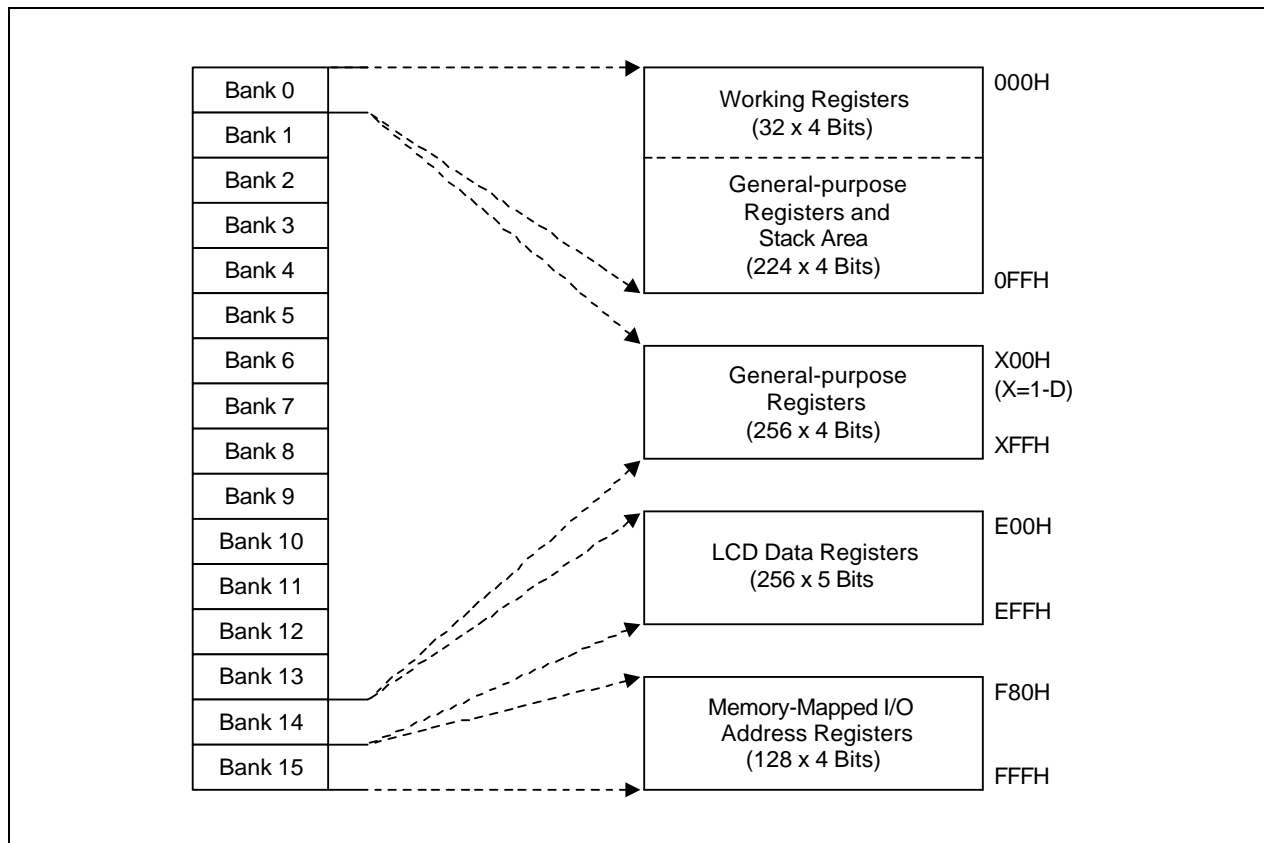 Bank 0
Bank 1
Bank 2
Bank 3
Bank 4
Bank 5
Bank 6
Bank 7
Bank 8
Bank 9
Bank 10
Bank 11
Bank 12
Bank 13
Bank 14
Bank 15
Working Registers
(32 x 4 Bits)
General-purpose
Registers and
Stack Area
(224 x 4 Bits)
000H
0FFH
General-purpose
Registers
(256 x 4 Bits)
X00H
(X=1-D)
XFFH
LCD Data Registers
(256 x 5 Bits
E00H
EFFH
Memory-Mapped I/O
Address Registers
(128 x 4 Bits)
F80H
FFFH